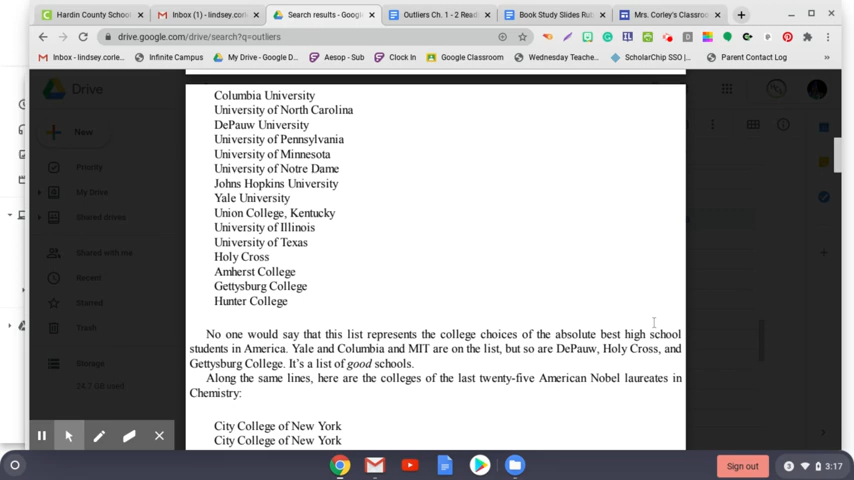 Hardin County School
Inbox (1) - lindsey.corle
Search results - Google
Outliers Ch. 1 - 2 Read
Book Study Slides Rub
Mrs. Corley's Classroo
drive.google.com/drive/search?q=outliers
Inbox - lindsey.corle...
Infinite Campus
My Drive - Google D...
Aesop - Sub
Clock In
Google Classroom
Wednesday Teache...
ScholarChip SSO |...
Parent Contact Log
Drive
New
Priority
My Drive
Shared drives
Shared with me
Recent
Starred
Trash
Storage
Columbia University
University of North Carolina
DePauw University
University of Pennsylvania
University of Minnesota
University of Notre Dame
Johns Hopkins University
Yale University
Union College, Kentucky
University of Illinois
University of Texas
Holy Cross
Amherst College
Gettysburg College
Hunter College
No one would say that this list represents the college choices of the absolute best high school
students in America. Yale and Columbia and MIT are on the list, but so are DePauw, Holy Cross, and
Gettysburg College. It's a list of good schools.
Along the same lines, here are the colleges of the last twenty-five American Nobel laureates in
Chemistry:
City College of New York
City College of New York
Sign out
3
3:17